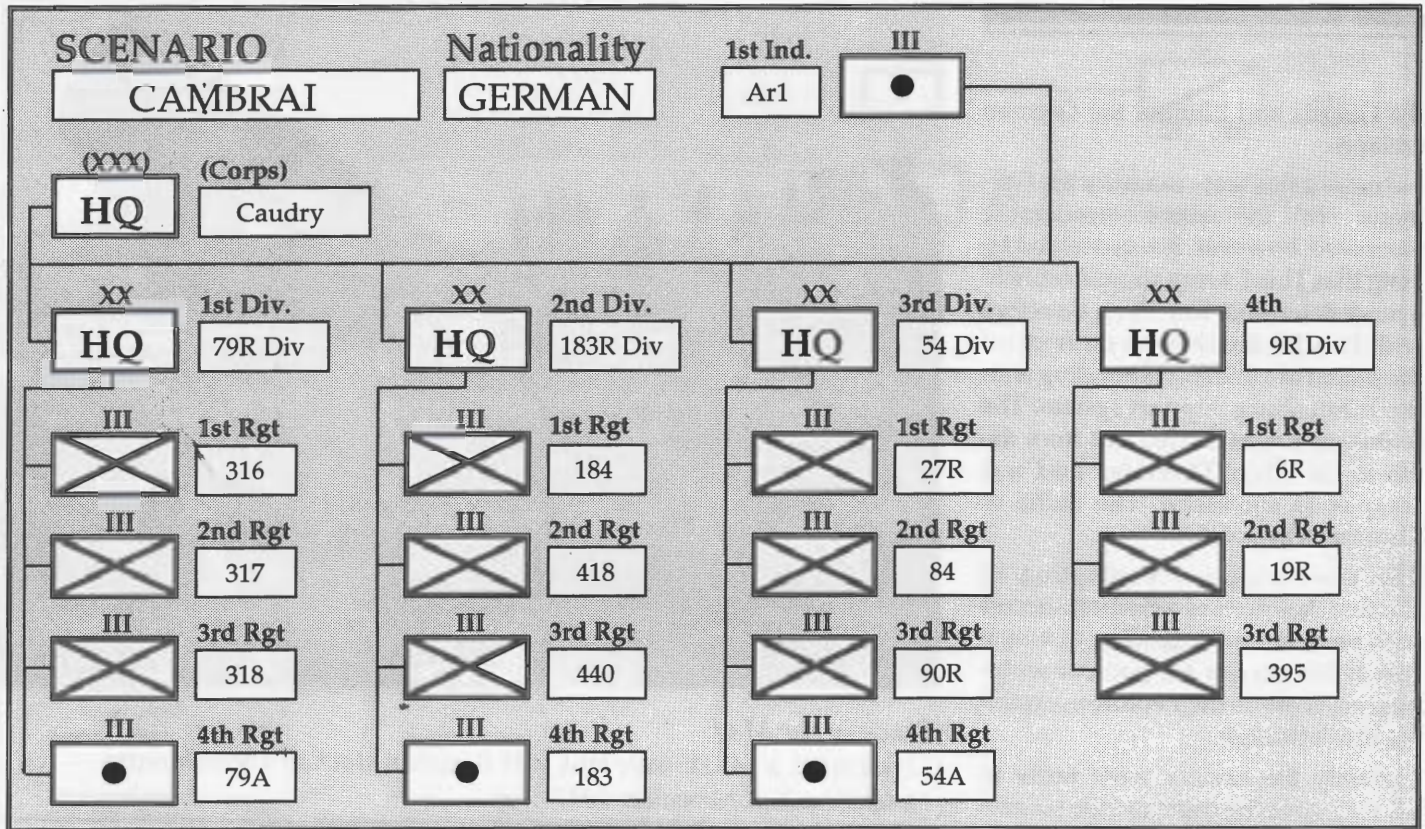 SCENARIO
CAMBRAI
Nationality
GERMAN
1st Ind.
Ar1
III
(XXX)
HQ
(Corps)
Caudry
XX
HQ
1st Div.
79R Div
XX
HQ
2nd Div.
183R Div
XX
HQ
3rd Div.
54 Div
XX
HQ
4th
9R Div
III
1st Rgt
316
III
1st Rgt
184
III
1st Rgt
27R
III
1st Rgt
6R
III
2nd Rgt
317
III
2nd Rgt
418
III
2nd Rgt
84
III
2nd Rgt
19R
III
3rd Rgt
318
III
3rd Rgt
440
III
3rd Rgt
90R
III
3rd Rgt
395
III
4th Rgt
79A
III
4th Rgt
183
III
4th Rgt
54A